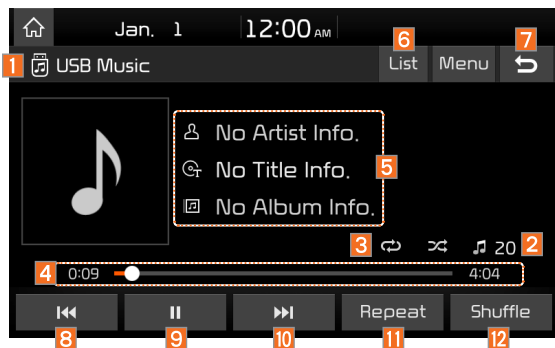 Jan. 1 12:00 AM
6 7
1 USB Music List Menu
No Artist Info.
No Title Info. 5
No Album Info.
3 20 2
4 0:09 4:04
Repeat Shuffle
8 9 10 11 12